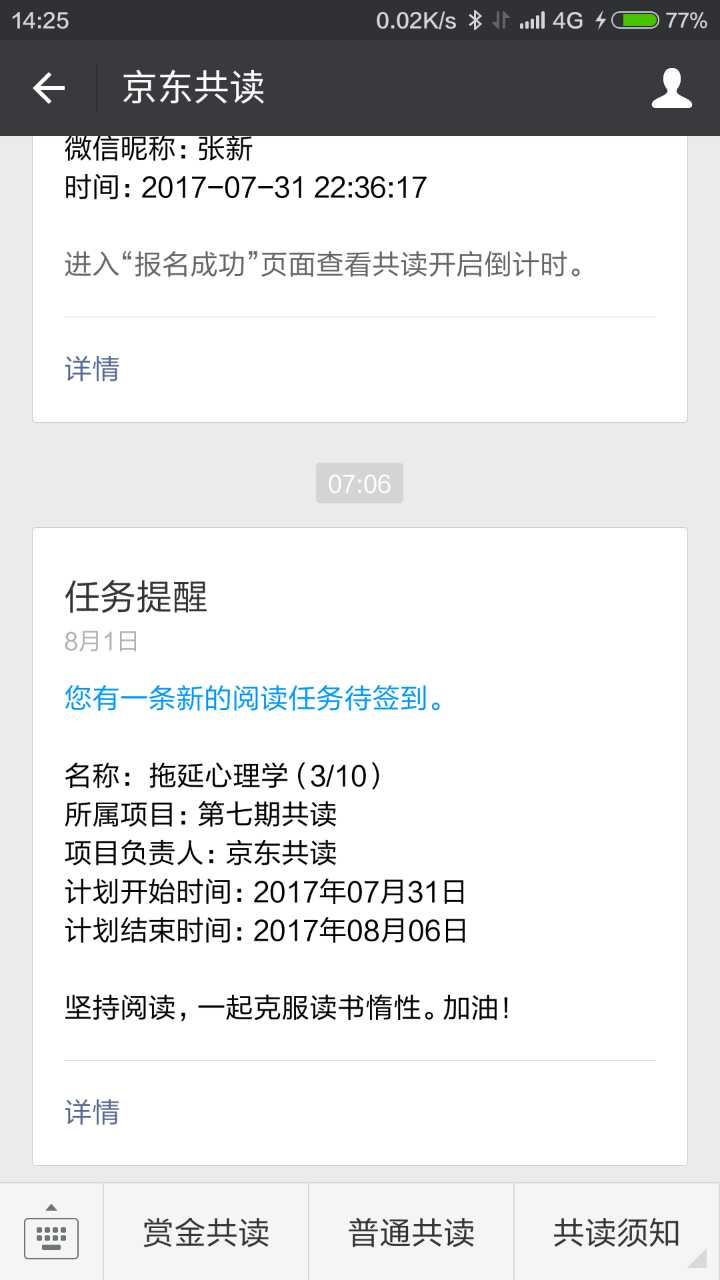 14:25 0.02K/s 4G 77%
京东共读
微信昵称：张新
时间：2017-07-31 22:36:17
进入“报名成功”页面查看共读开启倒计时。
详情
07:06
任务提醒
8月1日
您有一条新的阅读任务待签到。
名称：拖延心理学（3/10）
所属项目：第七期共读
项目负责人：京东共读
计划开始时间：2017年07月31日
计划结束时间：2017年08月06日
坚持阅读，一起克服读书惰性。加油！
详情
赏金共读 普通共读 共读须知